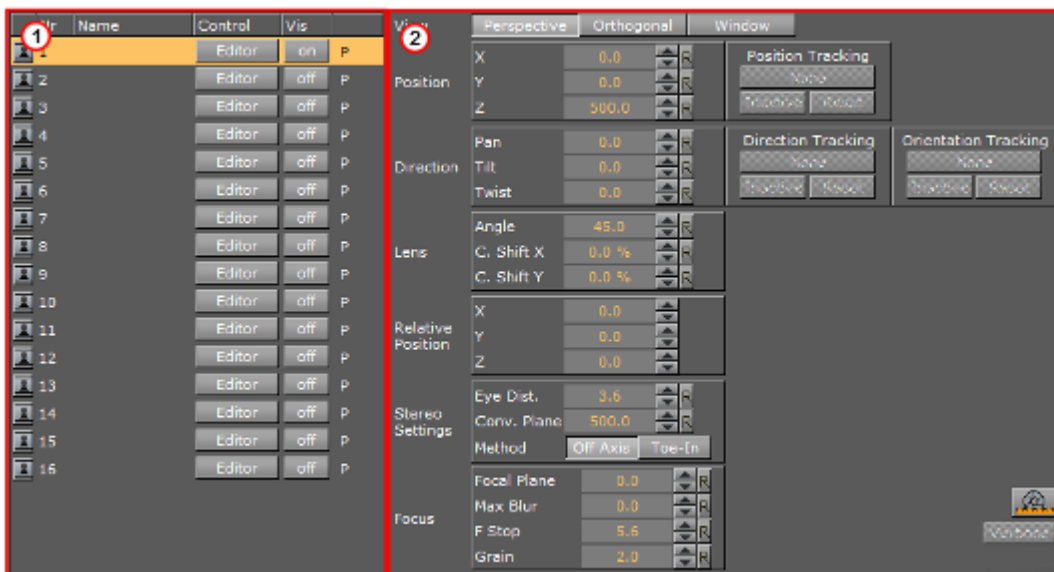 Nr Name Control Vis
1
1 Editor on P
2 Editor off P
3 Editor off P
4 Editor off P
5 Editor off P
6 Editor off P
7 Editor off P
8 Editor off P
9 Editor off P
10 Editor off P
11 Editor off P
12 Editor off P
13 Editor off P
14 Editor off P
15 Editor off P
16 Editor off P
View Perspective Orthogonal Window
2
Position
X 0.0 R
Y 0.0 R
Z 500.0 R
Position Tracking
None
Direction
Pan 0.0 R
Tilt 0.0 R
Twist 0.0 R
Direction Tracking
None
Orientation Tracking
None
Lens
Angle 45.0 R
C. Shift X 0.0 % R
C. Shift Y 0.0 % R
Relative
Position
X 0.0
Y 0.0
Z 0.0
Stereo
Settings
Eye Dist. 3.6 R
Conv. Plane 500.0 R
Method Off Axis Toe-In
Focus
Focal Plane 0.0 R
Max Blur 0.0 R
F Stop 5.6 R
Grain 2.0 R